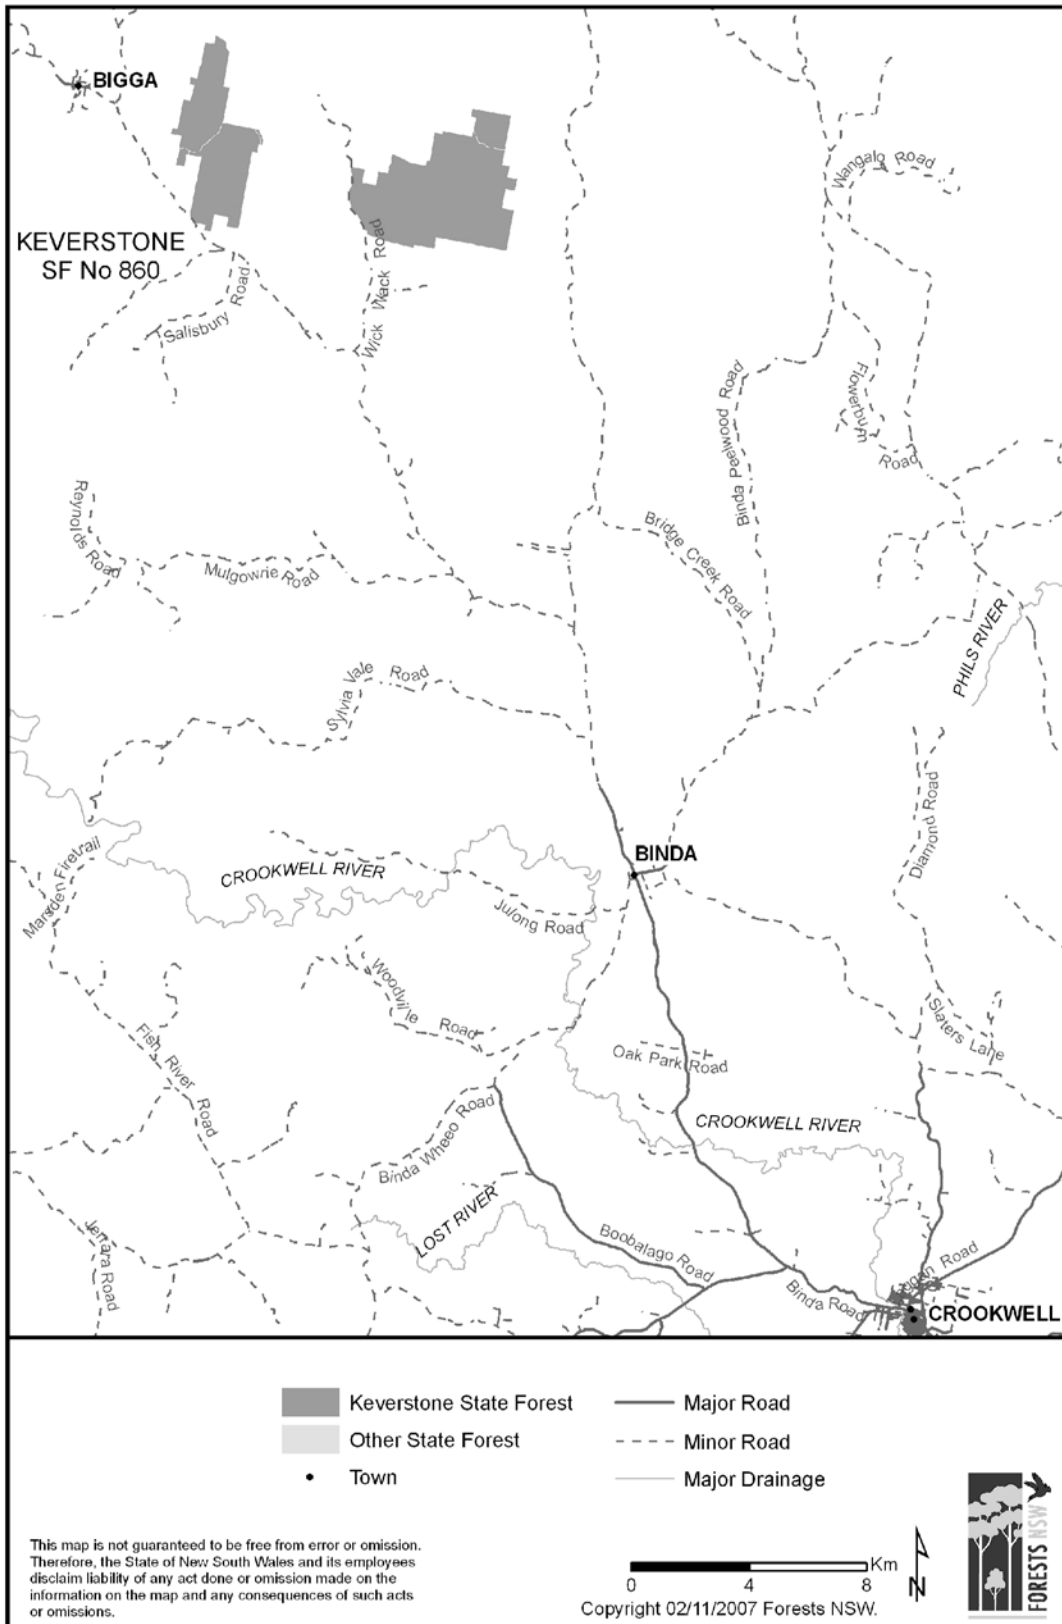 BIGGA
Wangalo Road
KEVERSTONE
SF No 860
Salisbury Road
Wick Wack Road
Binda Peelwood Road
Flowerburn Road
Reynolds Road
Mulgowrie Road
Bridge Creek Road
PHILS RIVER
Sylvia Vale Road
Diamond Road
Marsden Firetrail
CROOKWELL RIVER
BINDA
Julong Road
Woodville Road
Fish River Road
Oak Park Road
Slaters Lane
CROOKWELL RIVER
Binda Wheeo Road
LOST RIVER
Jerrara Road
Boobalago Road
Binda Road
Road
CROOKWELL
Keverstone State Forest
Other State Forest
Town
Major Road
Minor Road
Major Drainage
This map is not guaranteed to be free from error or omission.
Therefore, the State of New South Wales and its employees
disclaim liability of any act done or omission made on the
information on the map and any consequences of such acts
or omissions.
Km
0 4 8
N
Copyright 02/11/2007 Forests NSW.
FORESTS NSW